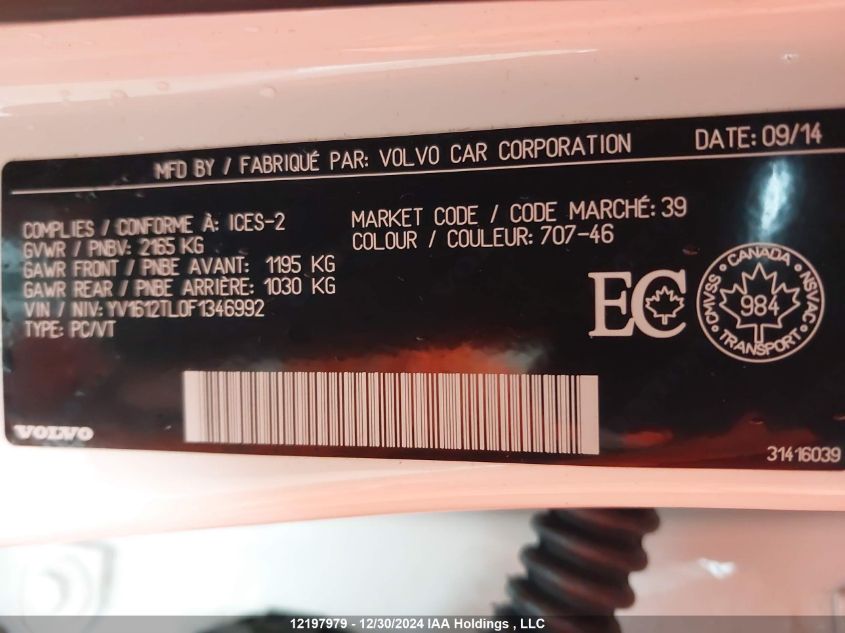 MFD BY / FABRIQUÉ PAR: VOLVO CAR CORPORATION DATE: 09/14
COMPLIES / CONFORME À: ICES-2
GVWR / PNBV: 2165 KG
GAWR FRONT / PNBE AVANT: 1195 KG
GAWR REAR / PNBE ARRIÈRE: 1030 KG
VIN / NIV: YV1612TL0F1346992
TYPE: PC/VT
MARKET CODE / CODE MARCHÉ: 39
COLOUR / COULEUR: 707-46
EC
CANADA
CMVSS
NSVAC
984
TRANSPORT
VOLVO
31416039
12197979 - 12/30/2024 IAA Holdings , LLC